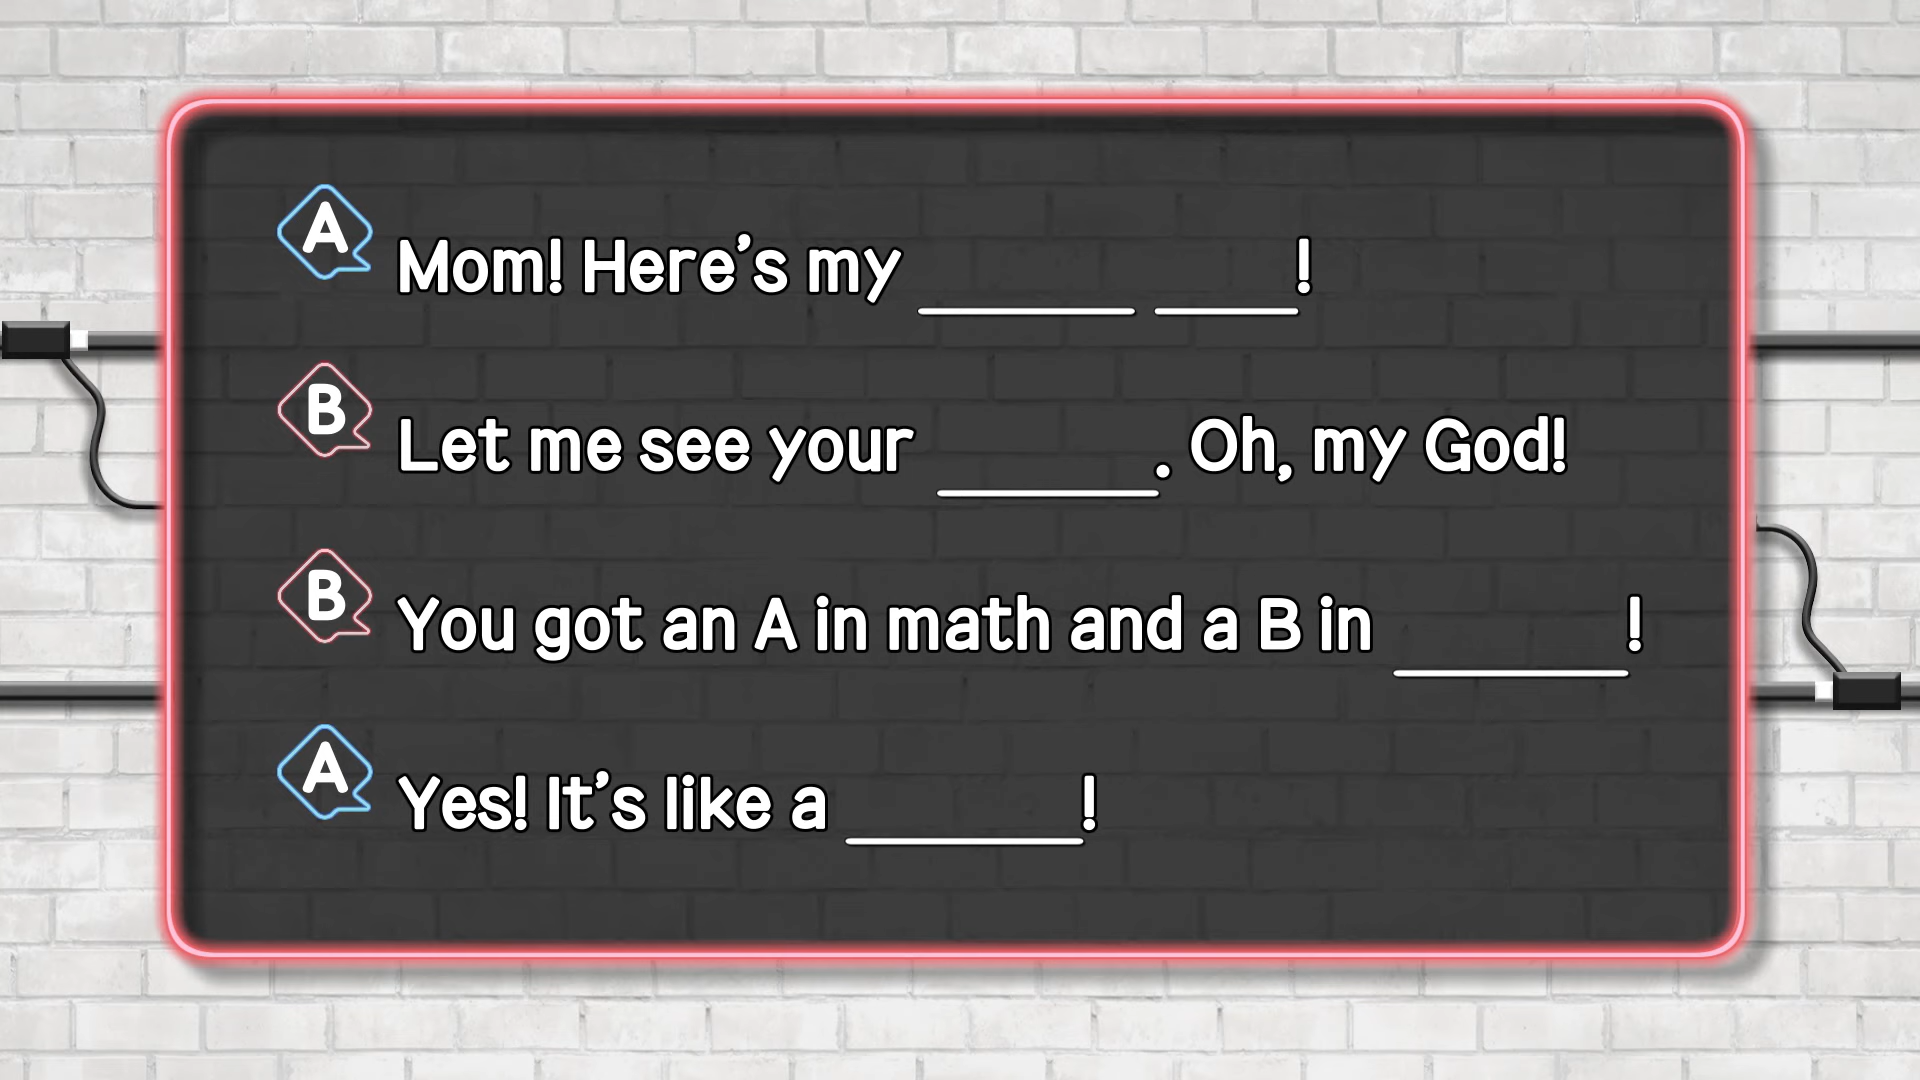 A Mom! Here's my ______ ____!
B Let me see your ______. Oh, my God!
B You got an A in math and a B in ______!
A Yes! It's like a ______!